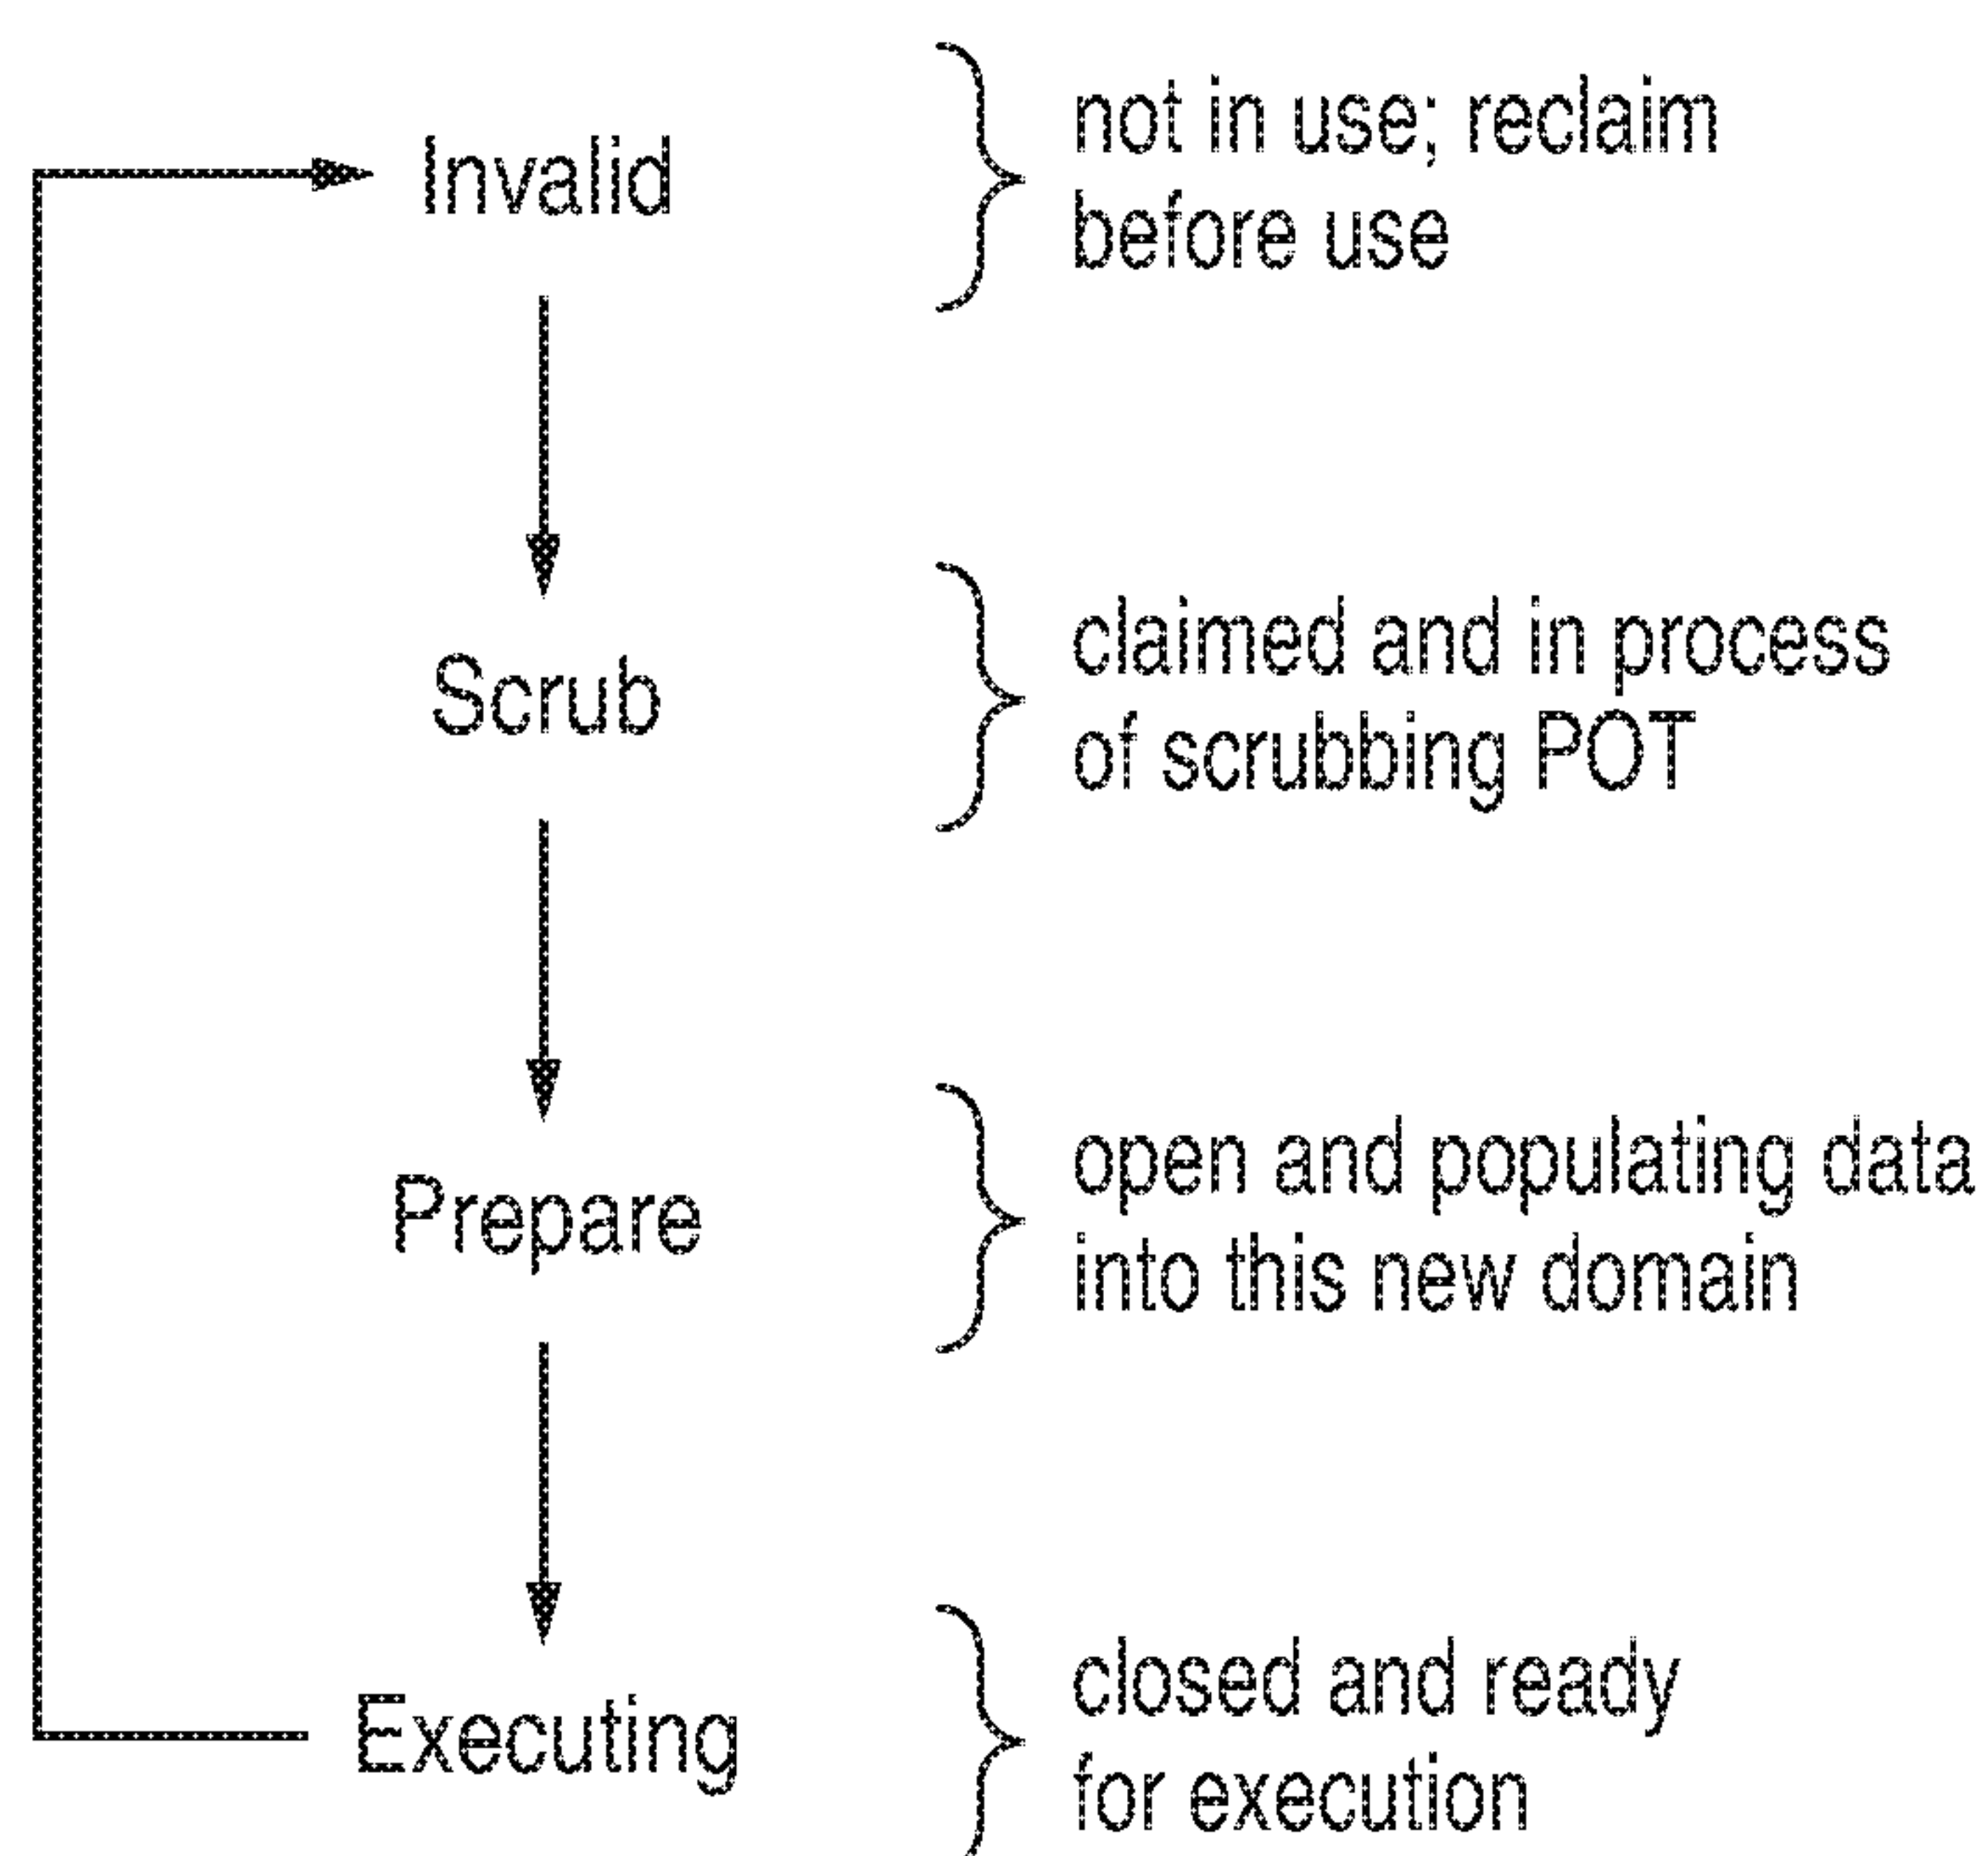 Invalid
not in use; reclaim
before use
Scrub
claimed and in process
of scrubbing POT
Prepare
open and populating data
into this new domain
Executing
closed and ready
for execution